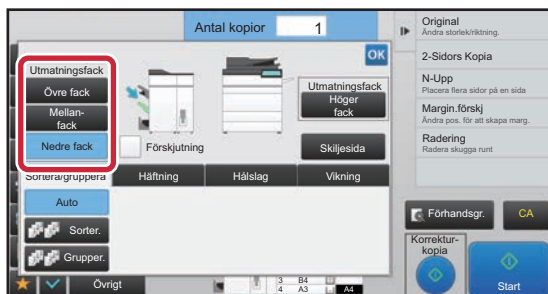 Antal kopior 1
OK
Utmatningsfack
Övre fack
Mellan-
fack
Nedre fack
Utmatningsfack
Höger
fack
Förskjutning
Skiljesida
Sortera/gruppera
Häftning
Hålslag
Vikning
Auto
Sorter.
Grupper.
Övrigt
3 B4
4 A3
A4
Original
Ändra storlek/riktning.
2-Sidors Kopia
N-Upp
Placera flera sidor på en sida
Margin.förskj
Ändra pos. för att skapa marg.
Radering
Radera skugga runt
Förhandsgr.
CA
Korrektur-
kopia
Start